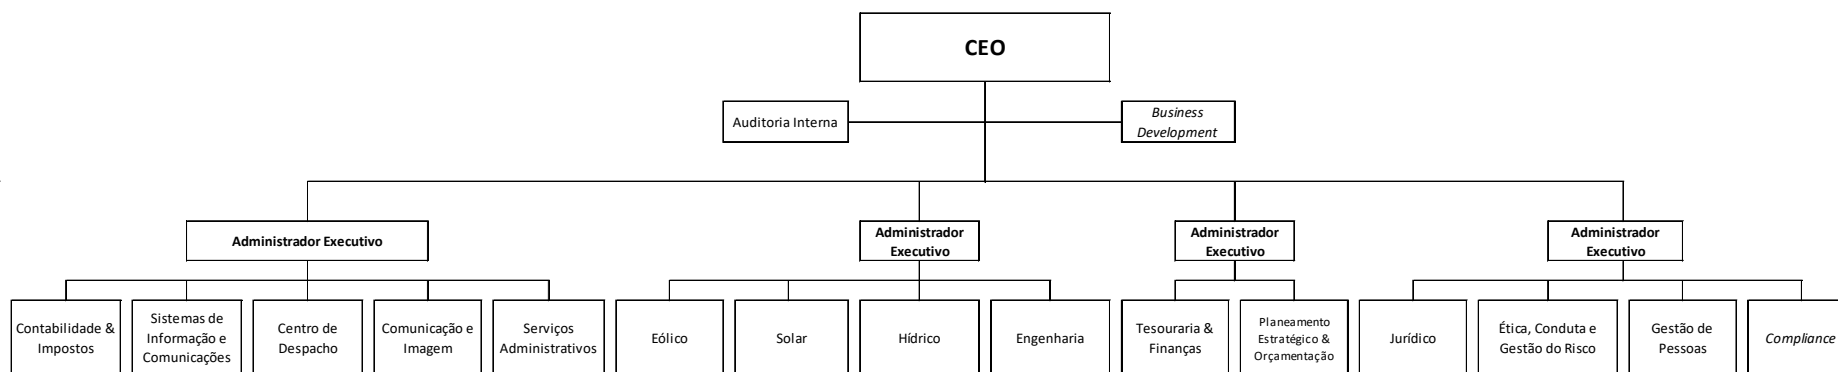 CEO
Auditoria Interna
Business
Development
Administrador Executivo
Administrador
Executivo
Administrador
Executivo
Administrador
Executivo
Contabilidade &
Impostos
Sistemas de
Informação e
Comunicações
Centro de
Despacho
Comunicação e
Imagem
Serviços
Administrativos
Eólico
Solar
Hídrico
Engenharia
Tesouraria &
Finanças
Planeamento
Estratégico &
Orçamentação
Jurídico
Ética, Conduta e
Gestão do Risco
Gestão de
Pessoas
Compliance